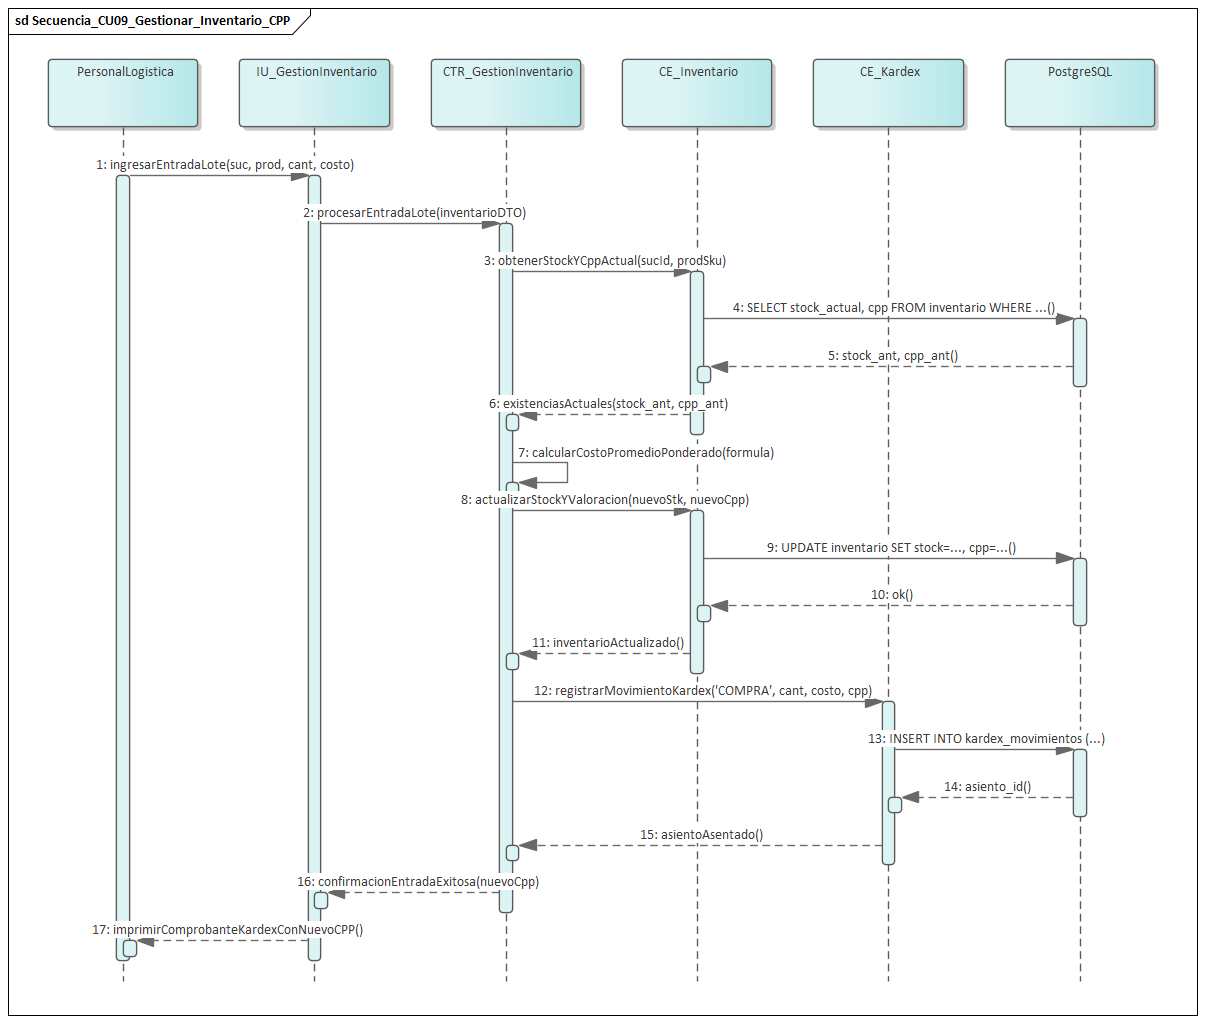 sd Secuencia_CU09_Gestionar_Inventario_CPP
PersonalLogistica
IU_GestionInventario
CTR_GestionInventario
CE_Inventario
CE_Kardex
PostgreSQL
1: ingresarEntradaLote(suc, prod, cant, costo)
2: procesarEntradaLote(inventarioDTO)
3: obtenerStockYCppActual(sucId, prodSku)
4: SELECT stock_actual, cpp FROM inventario WHERE ...()
5: stock_ant, cpp_ant()
6: existenciasActuales(stock_ant, cpp_ant)
7: calcularCostoPromedioPonderado(formula)
8: actualizarStockYValoracion(nuevoStk, nuevoCpp)
9: UPDATE inventario SET stock=..., cpp=...()
10: ok()
11: inventarioActualizado()
12: registrarMovimientoKardex('COMPRA', cant, costo, cpp)
13: INSERT INTO kardex_movimientos (...)
14: asiento_id()
15: asientoAsentado()
16: confirmacionEntradaExitosa(nuevoCpp)
17: imprimirComprobanteKardexConNuevoCPP()